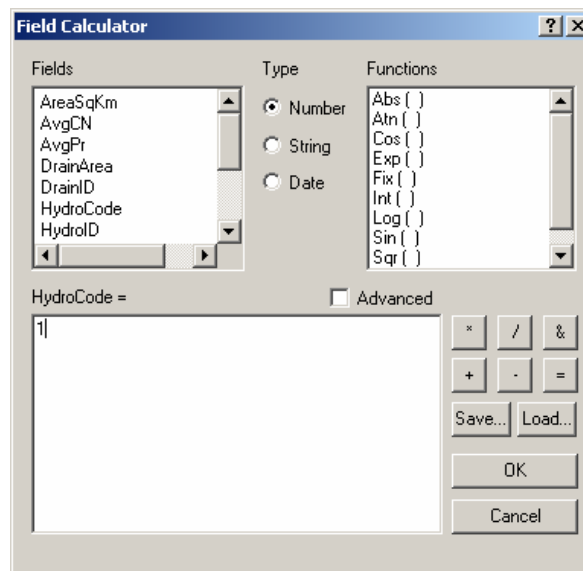 Field Calculator
Fields
AreaSqKm
AvgCN
AvgPr
DrainArea
DrainID
HydroCode
HydroID
Type
Number
String
Date
Functions
Abs ( )
Atn ( )
Cos ( )
Exp ( )
Fix ( )
Int ( )
Log ( )
Sin ( )
Sqr ( )
HydroCode =
Advanced
1
* / &
+ - =
Save... Load...
OK
Cancel